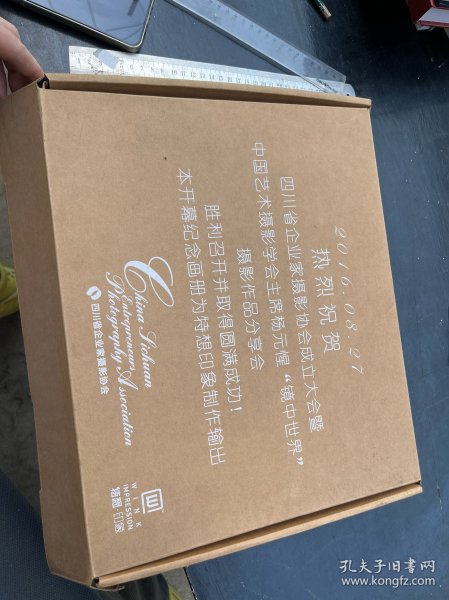 2016.08.27
热烈祝贺
四川省企业家摄影协会成立大会暨
中国艺术摄影学会主席杨元惺“镜中世界”
摄影作品分享会
胜利召开并取得圆满成功！
本开幕纪念画册为特想印象制作输出
China Sichuan
Entrepreneurs
Photography Association
四川省企业家摄影协会
W
WINK
IMPRESSION
特想·印象
孔夫子旧书网
www.kongfz.com